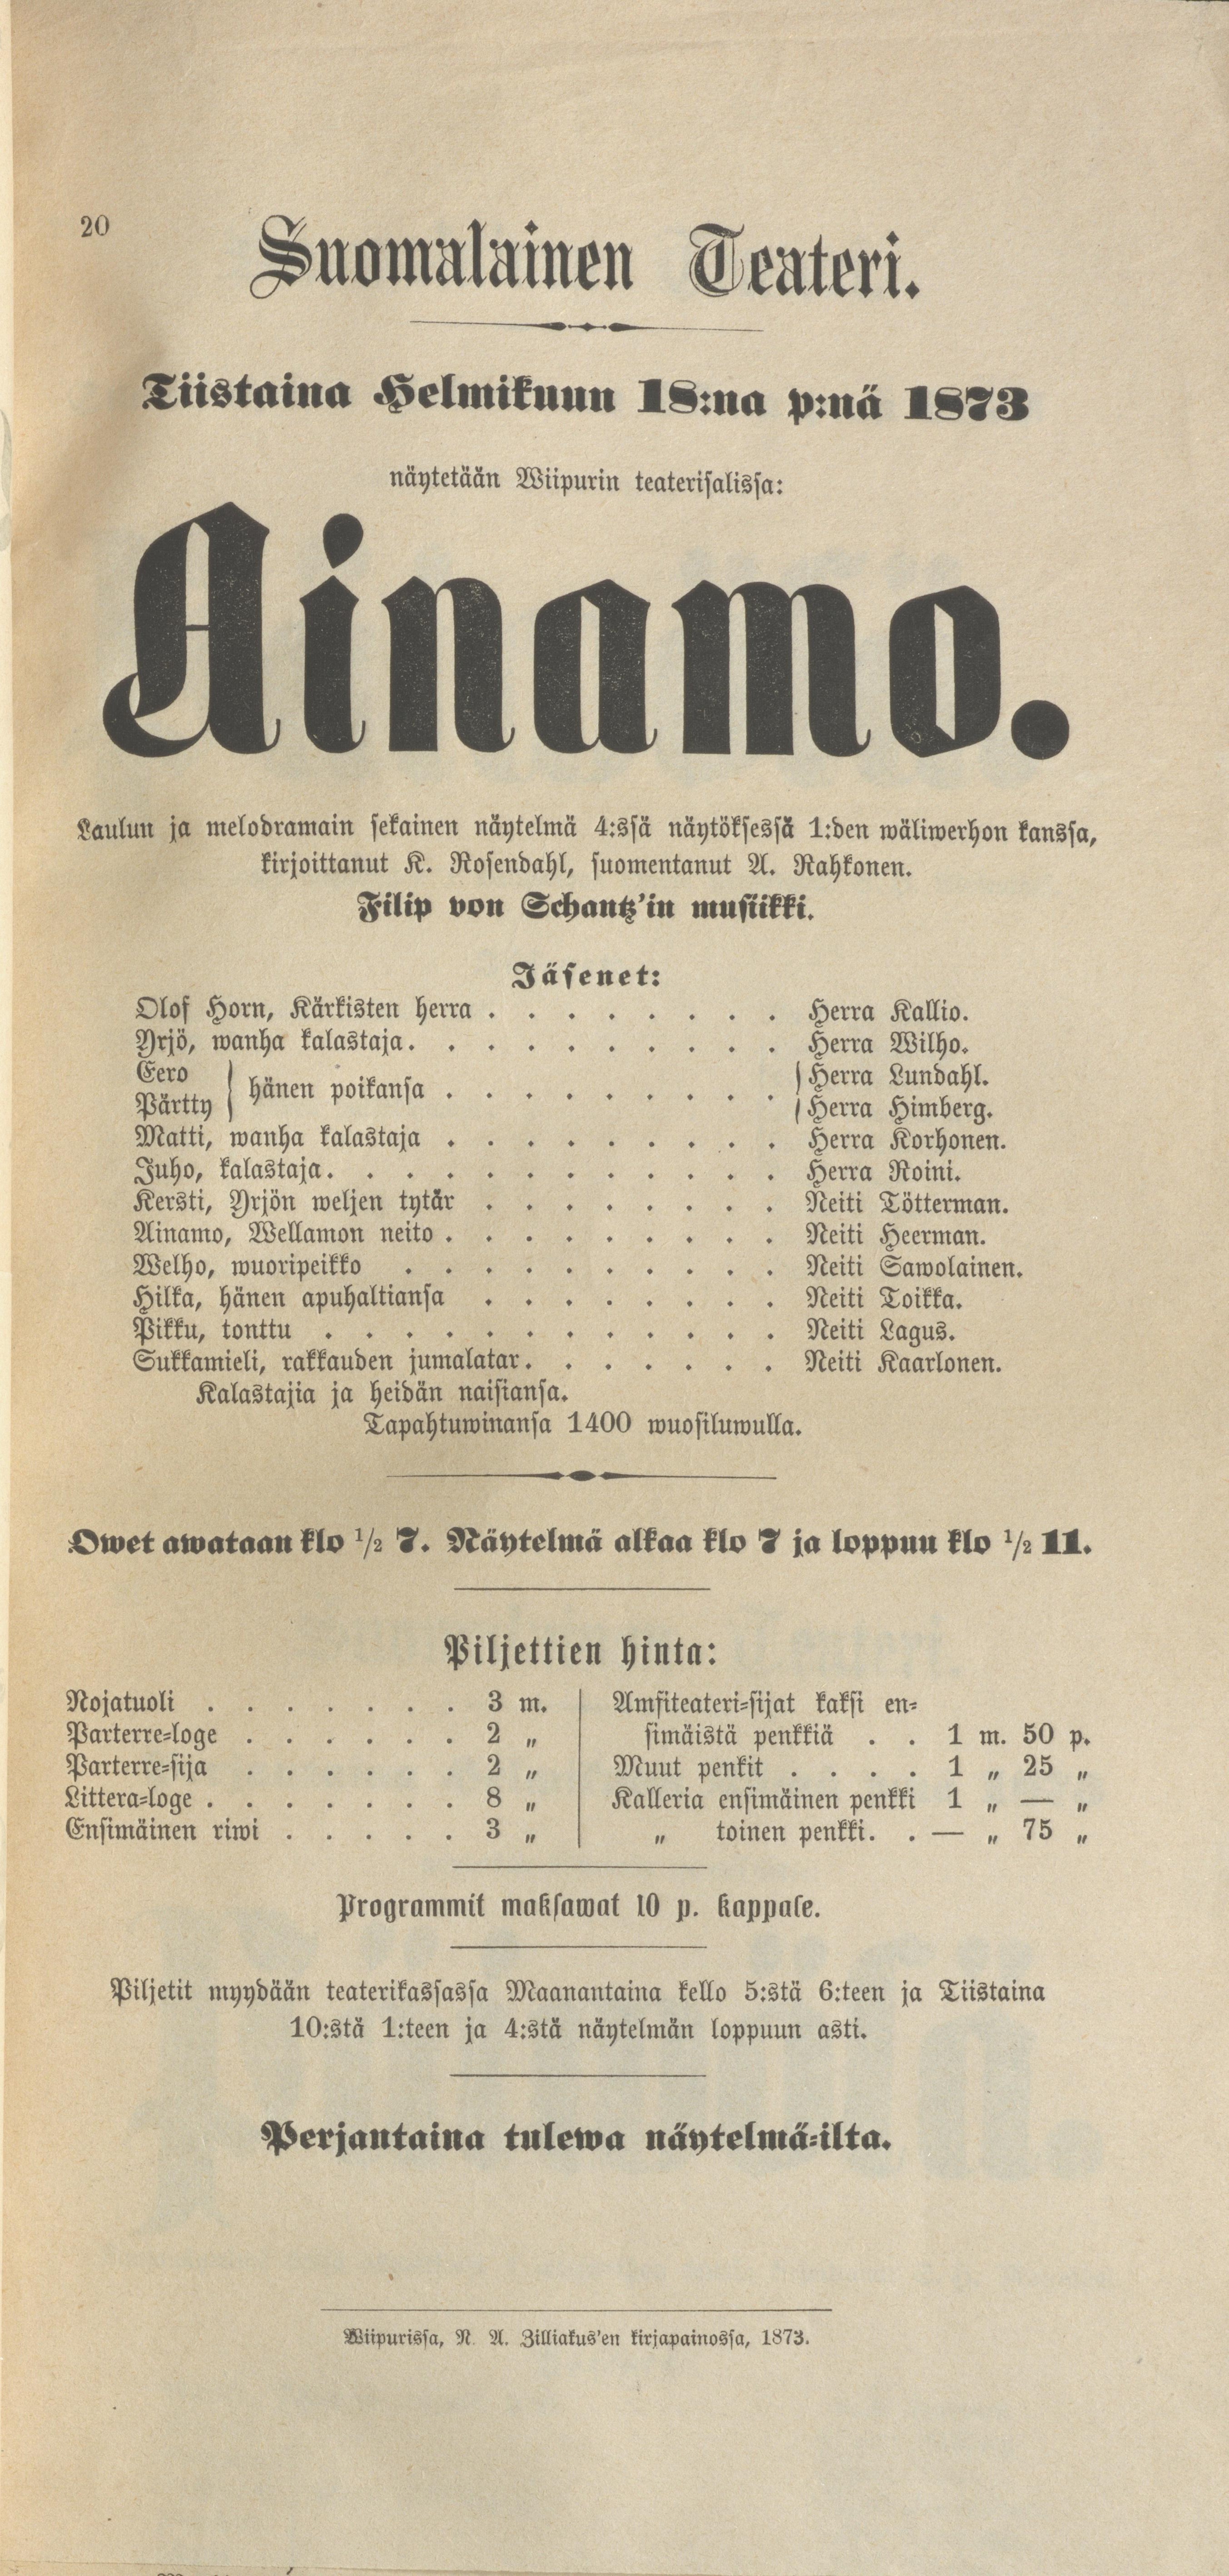 20
Suomalainen Teateri.
Tiistaina Helmikuun 18:na p:nä 1873
näytetään Wiipurin teaterisalissa:
Ainamo.
Laulun ja melodramain sekainen näytelmä 4:ssä näytöksessä 1:den wäliwerhon kanssa,
kirjoittanut K. Rosendahl, suomentanut A. Rahkonen.
Filip von Schantz'in musiikki.
Jäsenet:
Olof Horn, Kärkisten herra . . . . . . . . Herra Kallio.
Yrjö, wanha kalastaja. . . . . . . . . . Herra Wilho.
Eero } hänen poikansa . . . . . . . . . { Herra Lundahl.
Pärtty } { Herra Himberg.
Matti, wanha kalastaja . . . . . . . . . Herra Korhonen.
Juho, kalastaja. . . . . . . . . . . . Herra Roini.
Kersti, Yrjön weljen tytär . . . . . . . . Neiti Tötterman.
Ainamo, Wellamon neito . . . . . . . . . Neiti Heerman.
Welho, wuoripeikko . . . . . . . . . . Neiti Sawolainen.
Hilka, hänen apuhaltiansa . . . . . . . . Neiti Toikka.
Pikku, tonttu . . . . . . . . . . . . Neiti Lagus.
Sukkamieli, rakkauden jumalatar. . . . . . . Neiti Kaarlonen.
Kalastajia ja heidän naisiansa.
Tapahtuwinansa 1400 wuosiluwulla.
Owet awataan klo 1/2 7. Näytelmä alkaa klo 7 ja loppuu klo 1/2 11.
Piljettien hinta:
Nojatuoli . . . . . . . 3 m.
Parterre-loge . . . . . . 2 „
Parterre-sija . . . . . . 2 „
Littera-loge . . . . . . . 8 „
Ensimäinen riwi . . . . . 3 „
Amfiteateri-sijat kaksi en-
simäistä penkkiä . . 1 m. 50 p.
Muut penkit . . . . 1 „ 25 „
Kalleria ensimäinen penkki 1 „ — „
„ toinen penkki. . — „ 75 „
Programmit maksawat 10 p. kappale.
Piljetit myydään teaterikassassa Maanantaina kello 5:stä 6:teen ja Tiistaina
10:stä 1:teen ja 4:stä näytelmän loppuun asti.
Perjantaina tulewa näytelmä-ilta.
Wiipurissa, N. A. Zilliakus'en kirjapainossa, 1873.